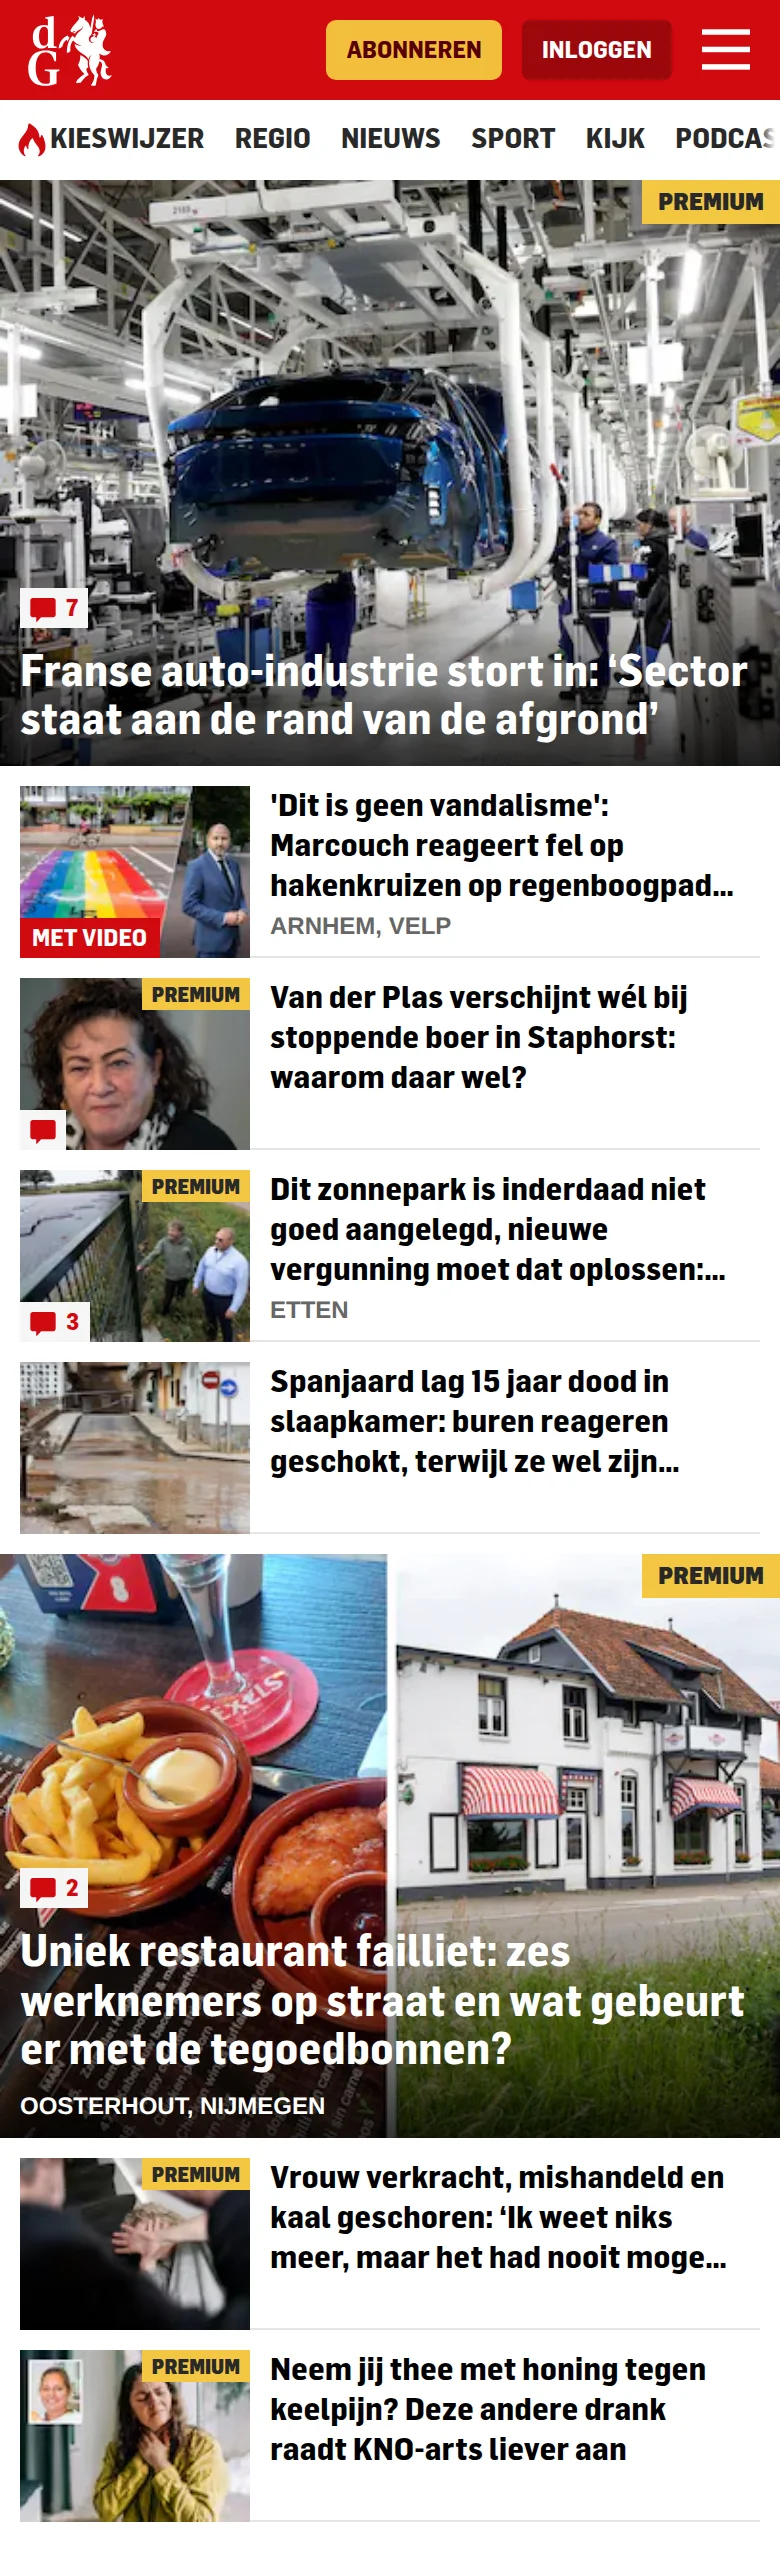 dG
ABONNEREN
INLOGGEN
KIESWIJZER REGIO NIEUWS SPORT KIJK PODCAS
PREMIUM
7
Franse auto-industrie stort in: ‘Sector
staat aan de rand van de afgrond’
MET VIDEO
'Dit is geen vandalisme':
Marcouch reageert fel op
hakenkruizen op regenboogpad...
ARNHEM, VELP
PREMIUM
Van der Plas verschijnt wél bij
stoppende boer in Staphorst:
waarom daar wel?
PREMIUM
3
Dit zonnepark is inderdaad niet
goed aangelegd, nieuwe
vergunning moet dat oplossen:...
ETTEN
Spanjaard lag 15 jaar dood in
slaapkamer: buren reageren
geschokt, terwijl ze wel zijn...
PREMIUM
2
Uniek restaurant failliet: zes
werknemers op straat en wat gebeurt
er met de tegoedbonnen?
OOSTERHOUT, NIJMEGEN
PREMIUM
Vrouw verkracht, mishandeld en
kaal geschoren: ‘Ik weet niks
meer, maar het had nooit moge...
PREMIUM
Neem jij thee met honing tegen
keelpijn? Deze andere drank
raadt KNO-arts liever aan